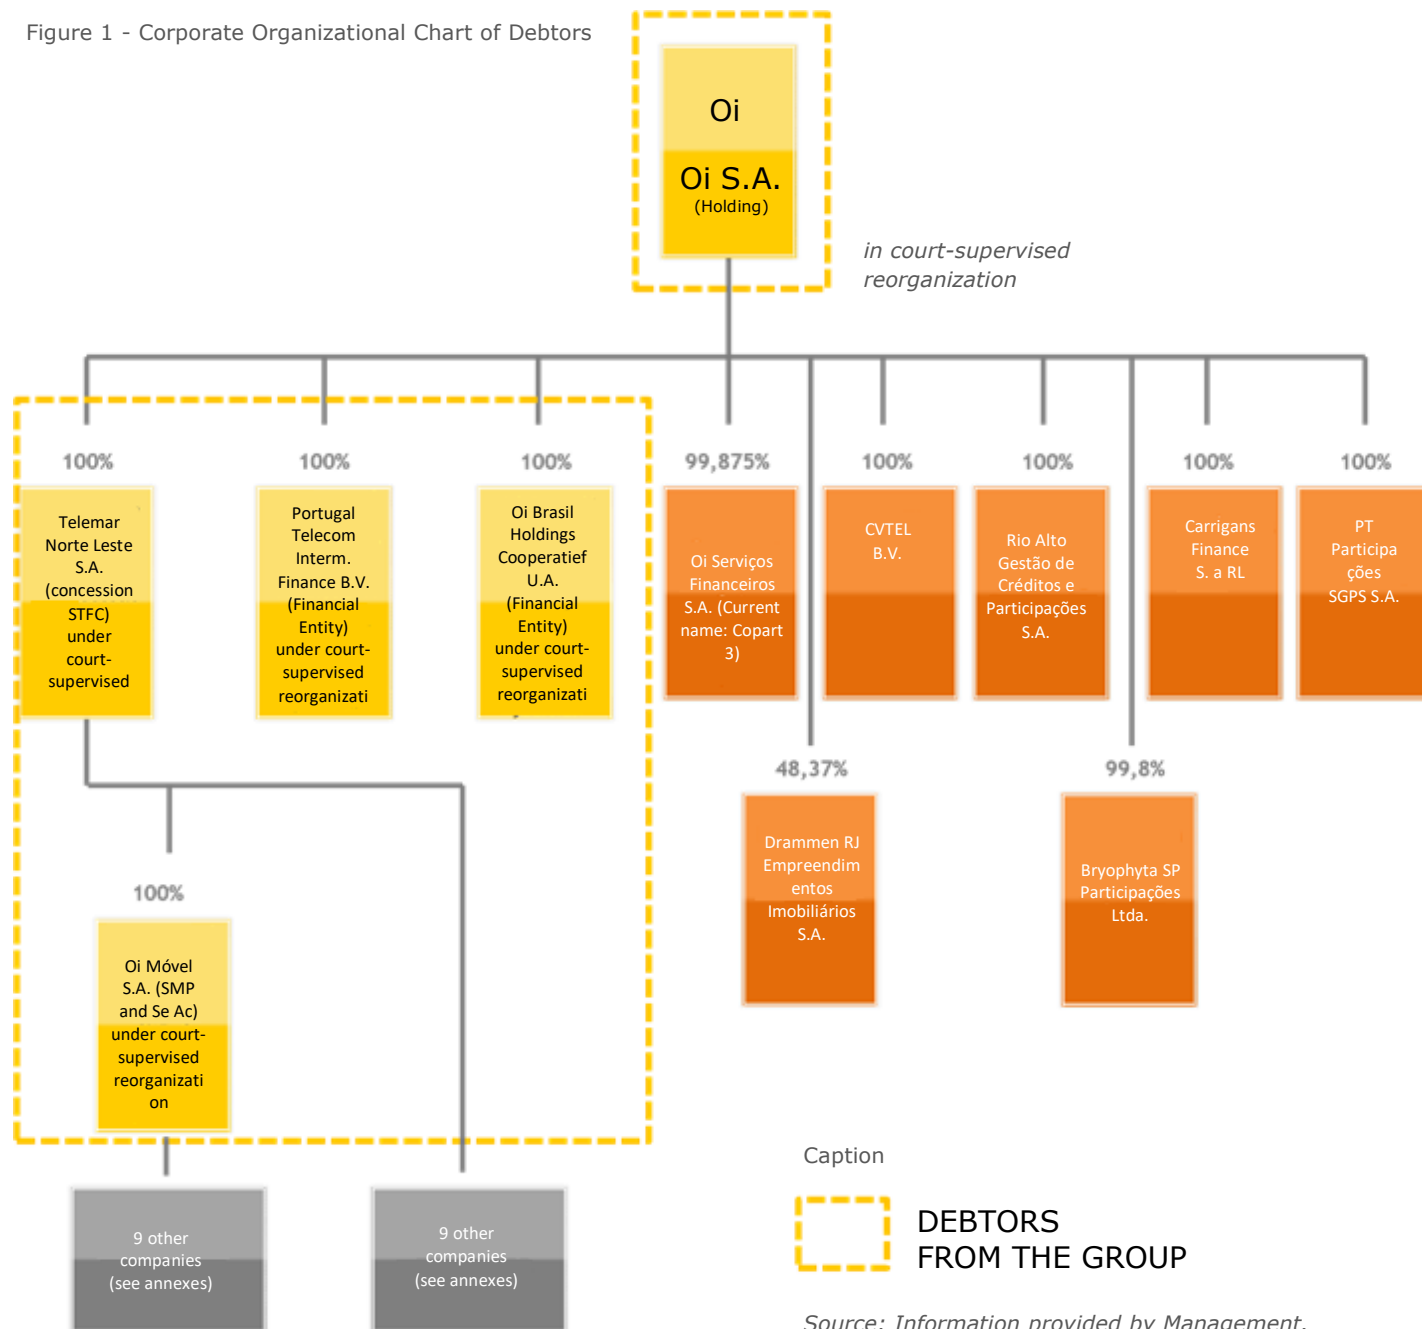 Figure 1 - Corporate Organizational Chart of Debtors
Oi
Oi S.A.
(Holding)
in court-supervised
reorganization
100%
100%
100%
99,875%
100%
100%
100%
100%
Telemar
Norte Leste
S.A.
(concession
STFC)
under
court-
supervised
Portugal
Telecom
Interm.
Finance B.V.
(Financial
Entity)
under court-
supervised
reorganizati
Oi Brasil
Holdings
Cooperatief
U.A.
(Financial
Entity)
under court-
supervised
reorganizati
Oi Serviços
Financeiros
S.A. (Current
name: Copart
3)
CVTEL
B.V.
Rio Alto
Gestão de
Créditos e
Participações
S.A.
Carrigans
Finance
S. a RL
PT
Participa
ções
SGPS S.A.
48,37%
99,8%
Drammen RJ
Empreendim
entos
Imobiliários
S.A.
Bryophyta SP
Participações
Ltda.
100%
Oi Móvel
S.A. (SMP
and Se Ac)
under court-
supervised
reorganizati
on
9 other
companies
(see annexes)
9 other
companies
(see annexes)
Caption
DEBTORS
FROM THE GROUP
Source: Information provided by Management.